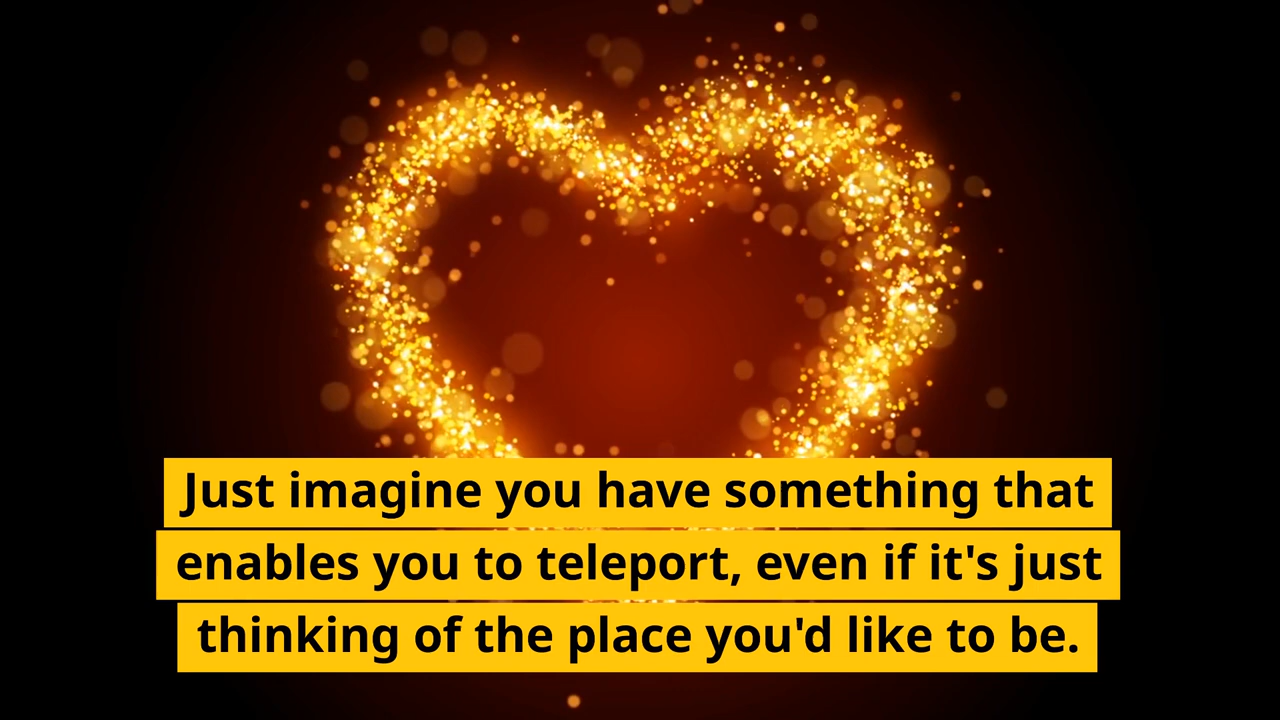 Just imagine you have something that
enables you to teleport, even if it's just
thinking of the place you'd like to be.